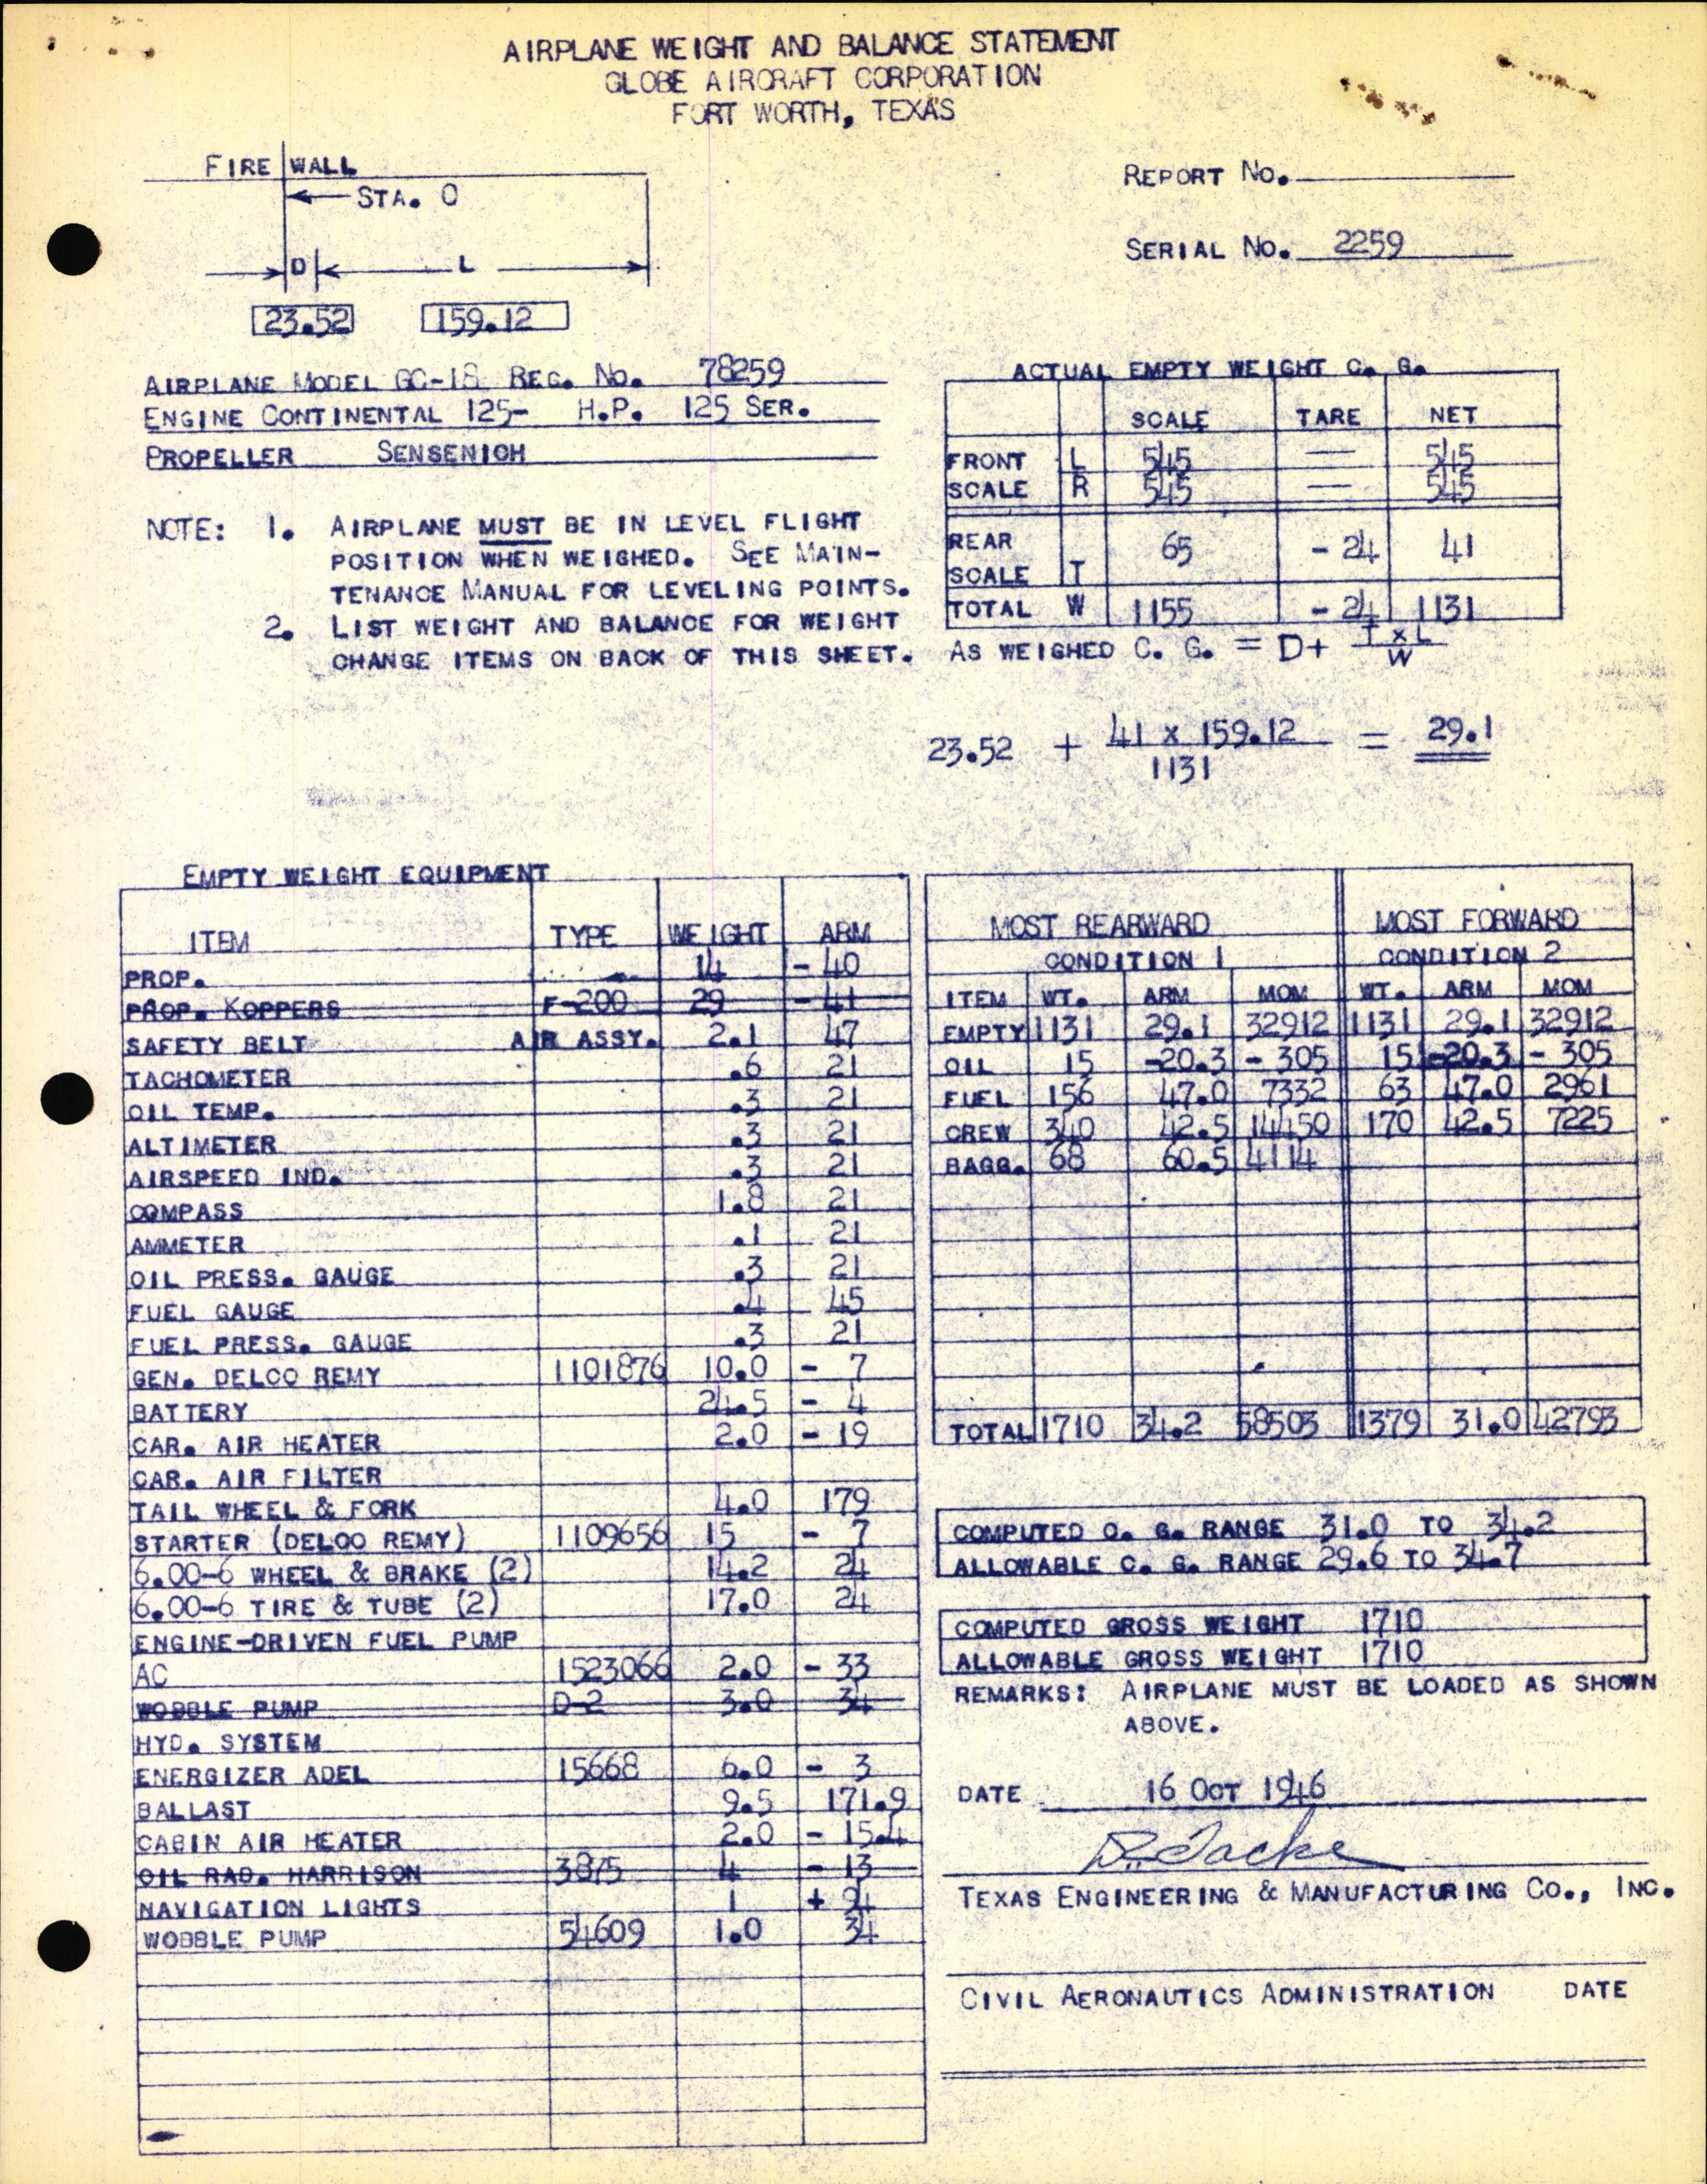 AIRPLANE WEIGHT AND BALANCE STATEMENT
GLOBE AIRCRAFT CORPORATION
FORT WORTH, TEXAS
FIRE WALL
STA. 0
D L
23.52 159.12
REPORT NO.
SERIAL NO. 2259
AIRPLANE MODEL GC-1B REG. NO. 78259
ENGINE CONTINENTAL 125- H.P. 125 SER.
PROPELLER SENSENICH
NOTE: 1. AIRPLANE MUST BE IN LEVEL FLIGHT
POSITION WHEN WEIGHED. SEE MAIN-
TENANCE MANUAL FOR LEVELING POINTS.
2. LIST WEIGHT AND BALANCE FOR WEIGHT
CHANGE ITEMS ON BACK OF THIS SHEET.
ACTUAL EMPTY WEIGHT C. G.
SCALE TARE NET
FRONT L 545 — 545
SCALE R 545 — 545
REAR 65 - 24 41
SCALE T
TOTAL W 1155 - 24 1131
AS WEIGHED C. G. = D+ T x L
W
23.52 + 41 x 159.12 = 29.1
1131
EMPTY WEIGHT EQUIPMENT
ITEM TYPE WEIGHT ARM
PROP. 14 - 40
PROP. KOPPERS F-200 29 - 41
SAFETY BELT AIR ASSY. 2.1 47
TACHOMETER .6 21
OIL TEMP. .3 21
ALTIMETER .3 21
AIRSPEED IND. .3 21
COMPASS 1.8 21
AMMETER .1 21
OIL PRESS. GAUGE .3 21
FUEL GAUGE .4 45
FUEL PRESS. GAUGE .3 21
GEN. DELCO REMY 1101876 10.0 - 7
BATTERY 24.5 - 4
CAR. AIR HEATER 2.0 - 19
CAR. AIR FILTER
TAIL WHEEL & FORK 4.0 179
STARTER (DELCO REMY) 1109656 15 - 7
6.00-6 WHEEL & BRAKE (2) 14.2 24
6.00-6 TIRE & TUBE (2) 17.0 24
ENGINE-DRIVEN FUEL PUMP
AC 1523066 2.0 - 33
WOBBLE PUMP D-2 3.0 34
HYD. SYSTEM
ENERGIZER ADEL 15668 6.0 - 3
BALLAST 9.5 171.9
CABIN AIR HEATER 2.0 - 15.4
OIL RAD. HARRISON 3875 4 - 13
NAVIGATION LIGHTS 1 + 94
WOBBLE PUMP 54609 1.0 34
MOST REARWARD MOST FORWARD
CONDITION 1 CONDITION 2
ITEM WT. ARM MOM WT. ARM MOM
EMPTY 1131 29.1 32912 1131 29.1 32912
OIL 15 -20.3 - 305 15 -20.3 - 305
FUEL 156 47.0 7332 63 47.0 2961
CREW 340 42.5 14450 170 42.5 7225
BAGG. 68 60.5 4114
TOTAL 1710 34.2 58503 1379 31.0 42793
COMPUTED C. G. RANGE 31.0 TO 34.2
ALLOWABLE C. G. RANGE 29.6 TO 34.7
COMPUTED GROSS WEIGHT 1710
ALLOWABLE GROSS WEIGHT 1710
REMARKS: AIRPLANE MUST BE LOADED AS SHOWN
ABOVE.
DATE 16 OCT 1946
TEXAS ENGINEERING & MANUFACTURING CO., INC.
CIVIL AERONAUTICS ADMINISTRATION DATE